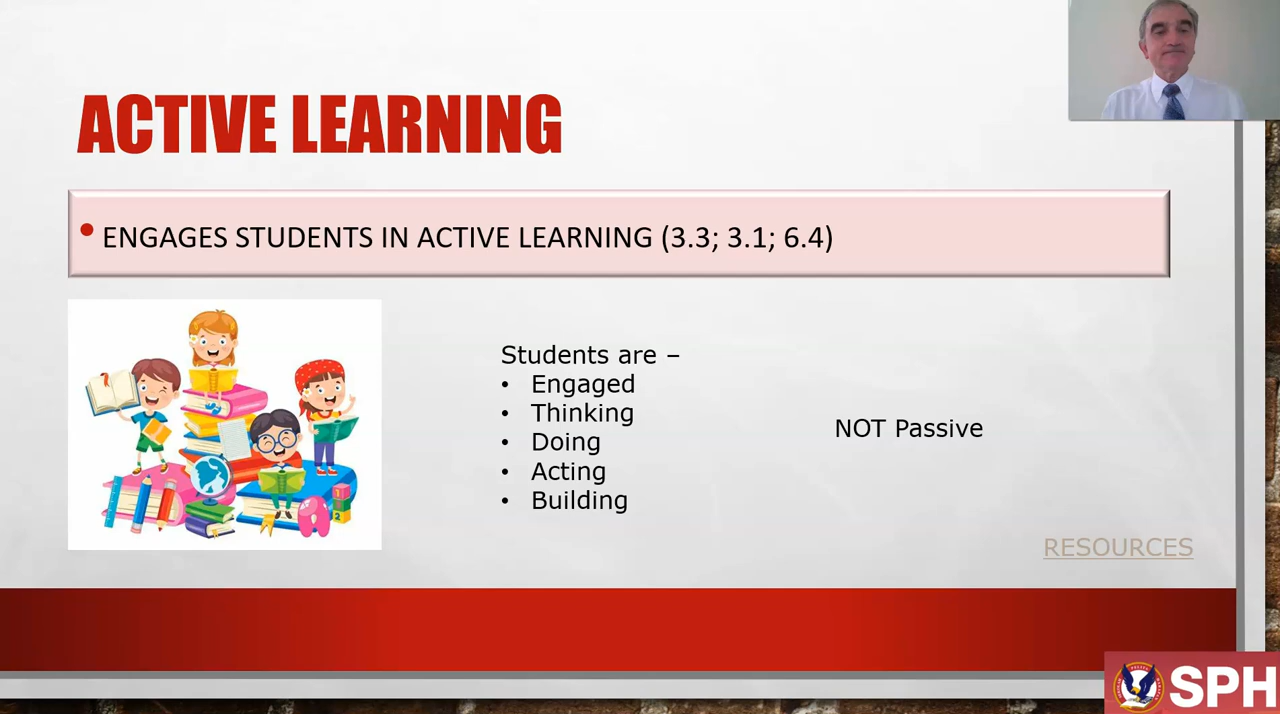 ACTIVE LEARNING
• ENGAGES STUDENTS IN ACTIVE LEARNING (3.3; 3.1; 6.4)
Students are –
• Engaged
• Thinking
• Doing
• Acting
• Building
NOT Passive
RESOURCES
SPH